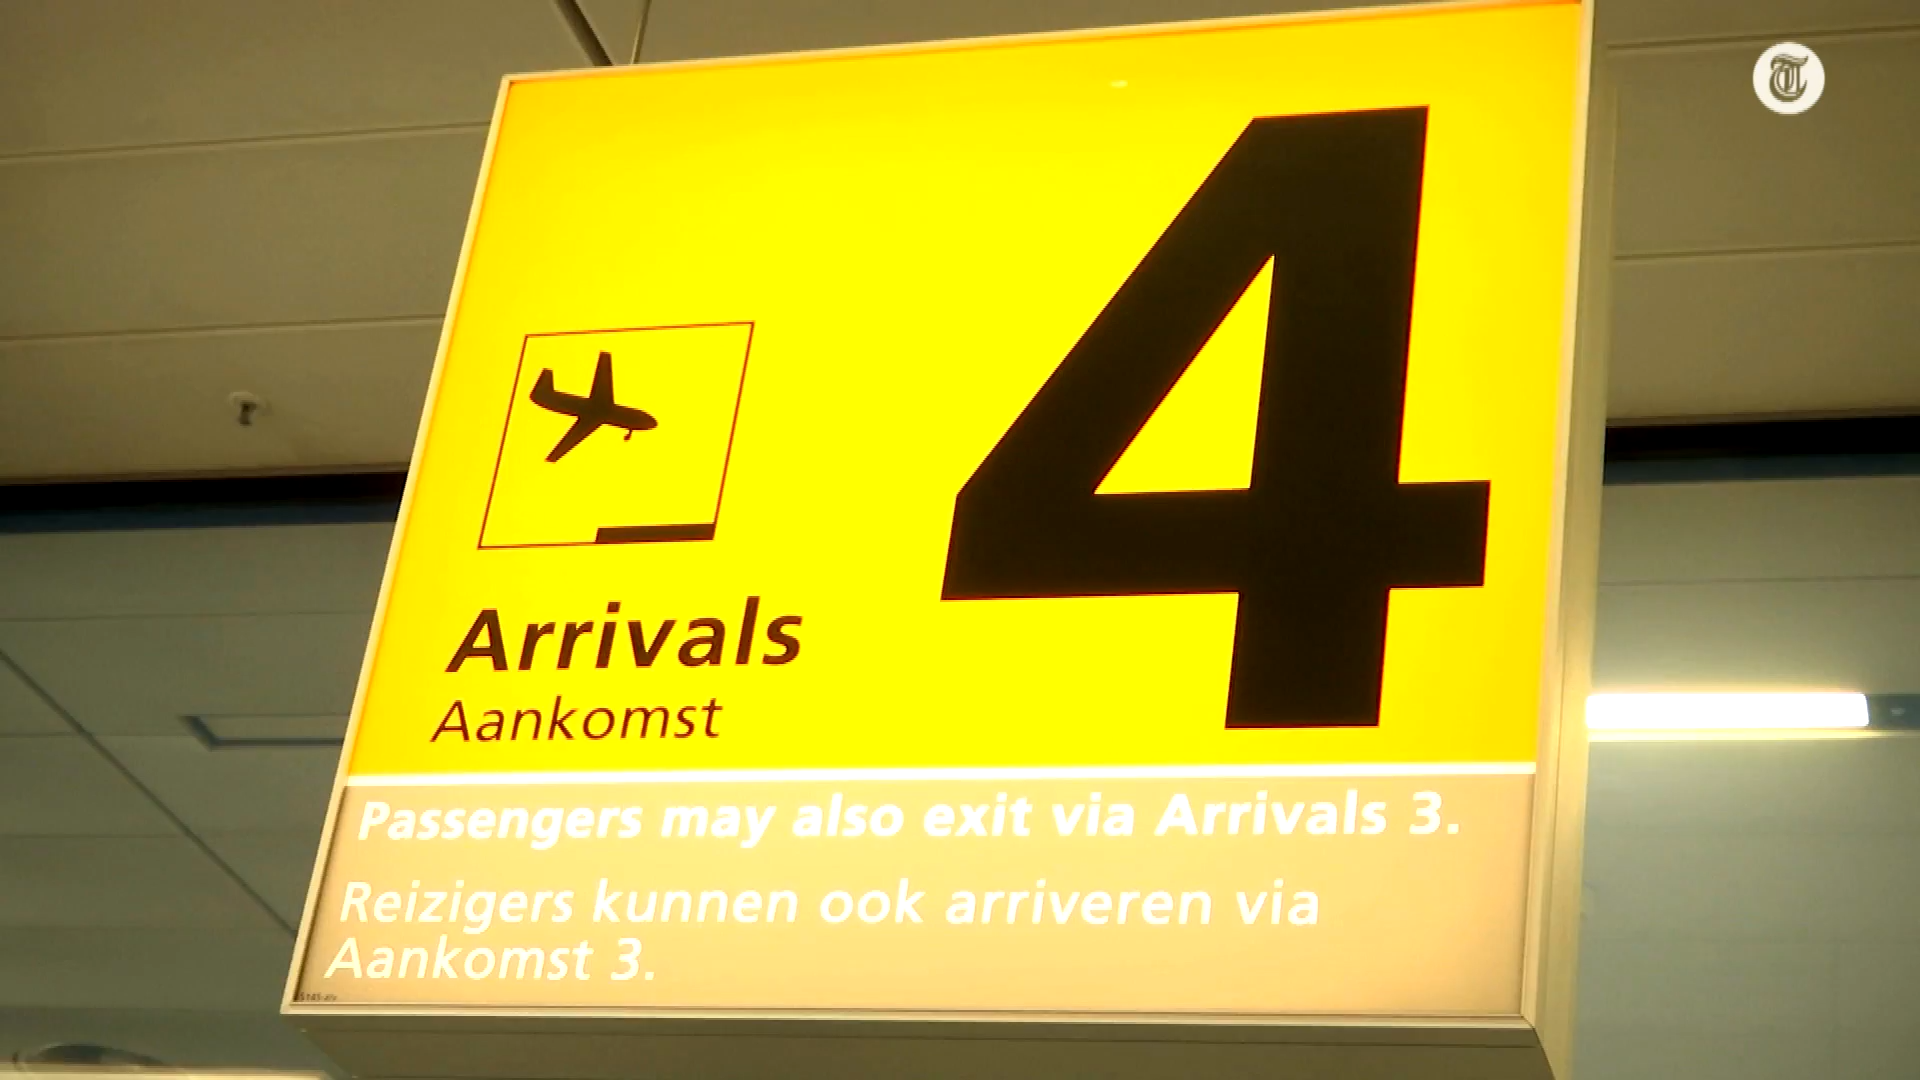 4
Arrivals
Aankomst
Passengers may also exit via Arrivals 3.
Reizigers kunnen ook arriveren via
Aankomst 3.
T